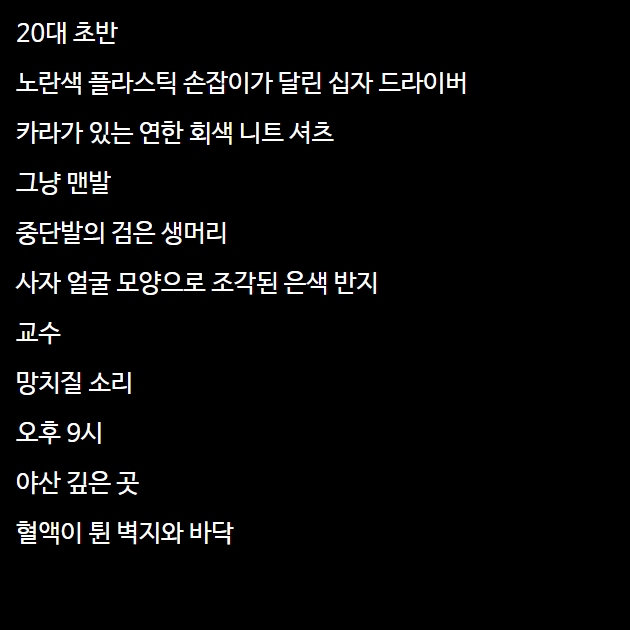 20대 초반
노란색 플라스틱 손잡이가 달린 십자 드라이버
카라가 있는 연한 회색 니트 셔츠
그냥 맨발
중단발의 검은 생머리
사자 얼굴 모양으로 조각된 은색 반지
교수
망치질 소리
오후 9시
야산 깊은 곳
혈액이 튄 벽지와 바닥